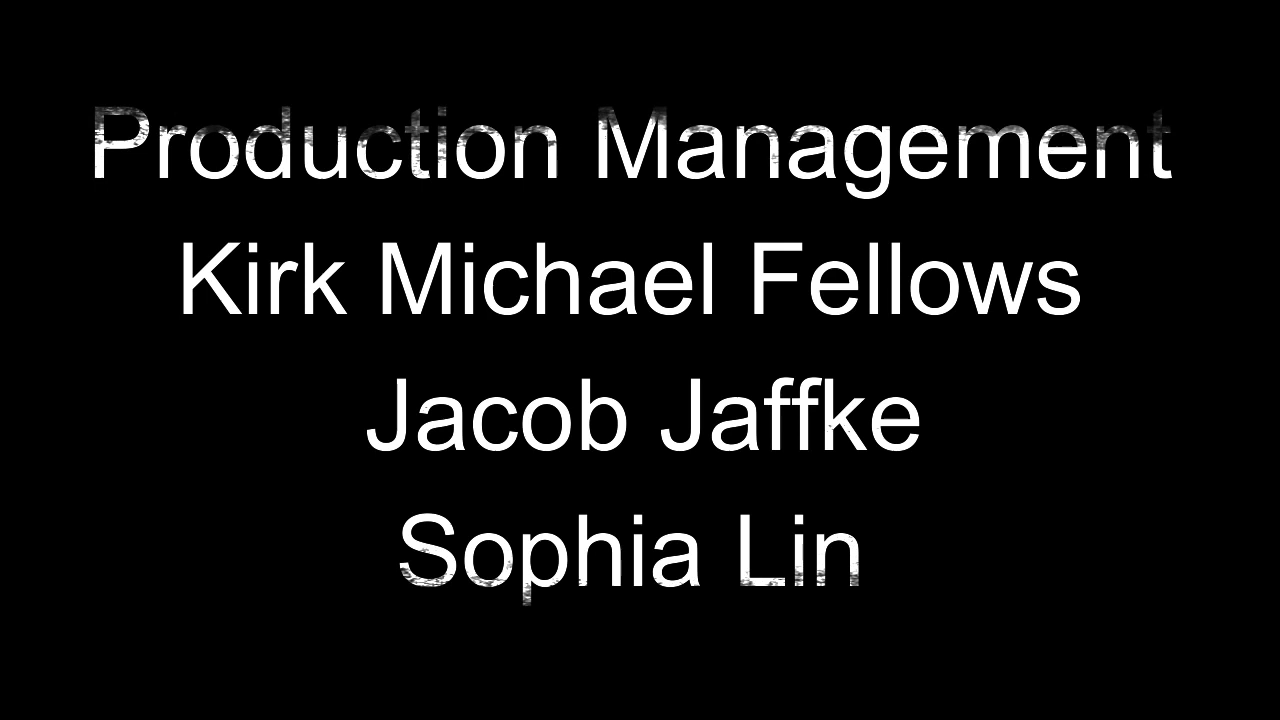 Production Management
Kirk Michael Fellows
Jacob Jaffke
Sophia Lin